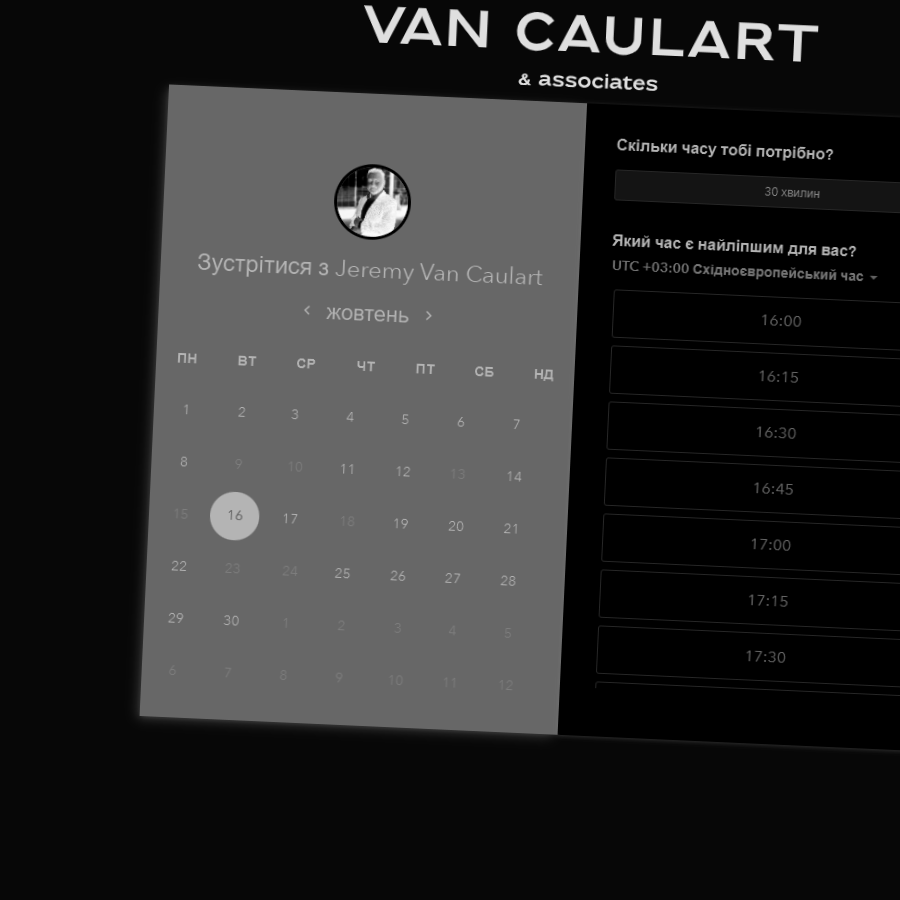 VAN CAULART
& associates
Зустрітися з Jeremy Van Caulart
жовтень
ПН ВТ СР ЧТ ПТ СБ НД
1 2 3 4 5 6 7
8 9 10 11 12 13 14
15 16 17 18 19 20 21
22 23 24 25 26 27 28
29 30 1 2 3 4 5
6 7 8 9 10 11 12
Скільки часу тобі потрібно?
30 хвилин
Який час є найліпшим для вас?
UTC +03:00 Східноєвропейський час
16:00
16:15
16:30
16:45
17:00
17:15
17:30